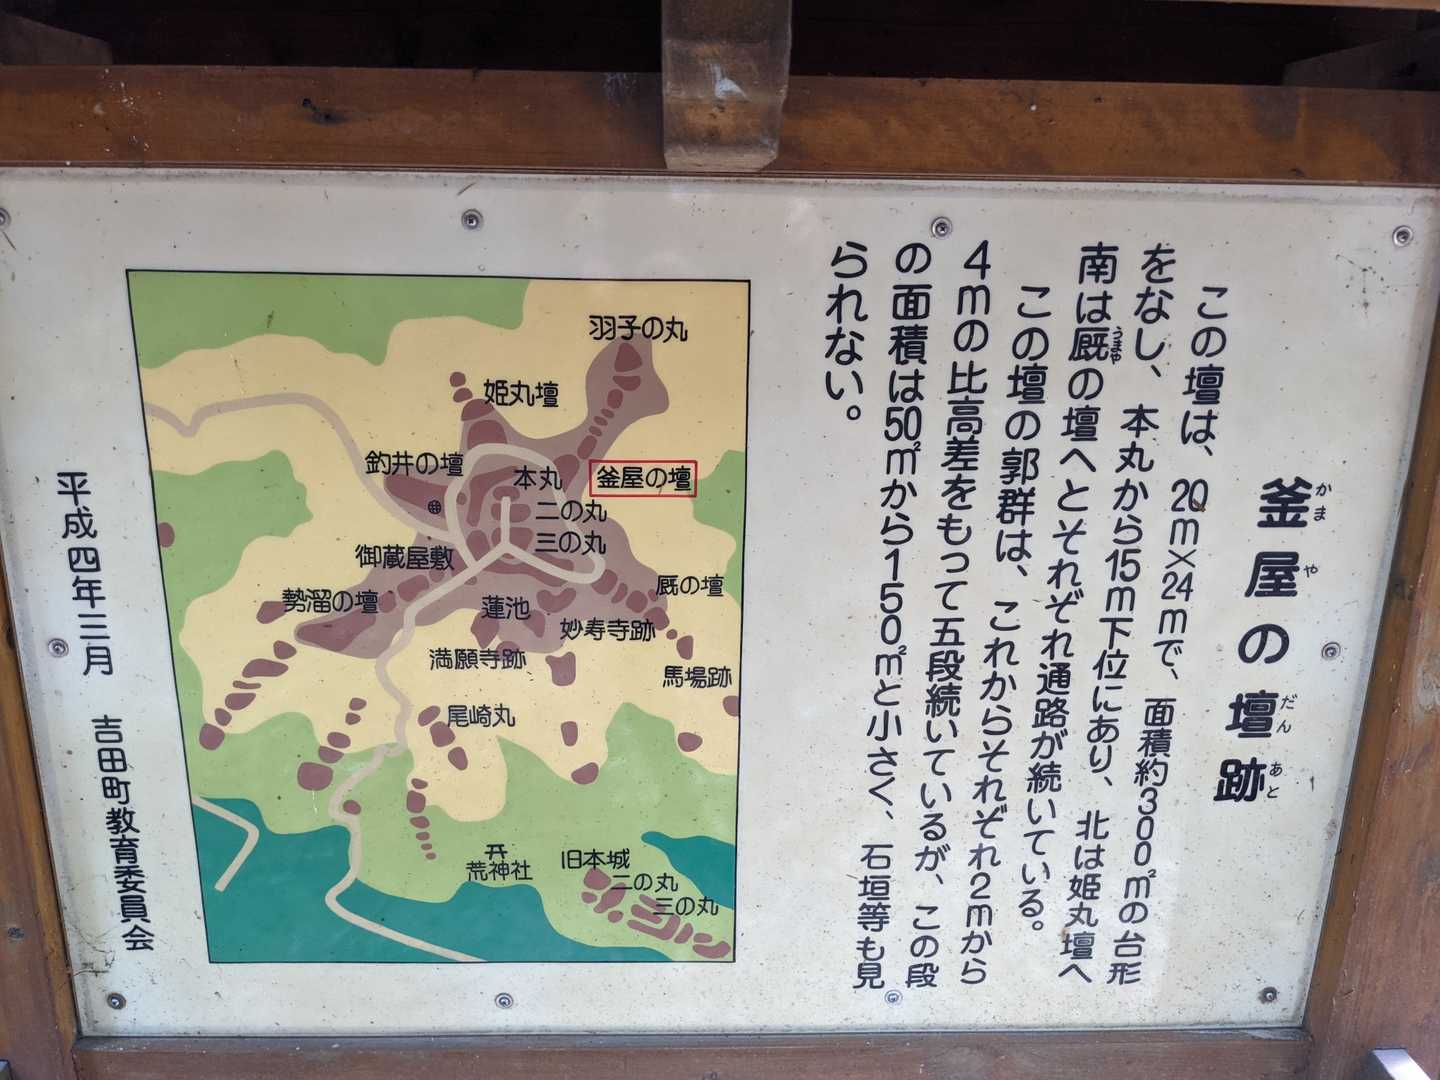 釜屋の壇跡
かまやだんあと
この壇は、20m×24mで、面積約300㎡の台形
をなし、本丸から15m下位にあり、北は姫丸壇へ
南は厩の壇へとそれぞれ通路が続いている。
うまや
この壇の郭群は、これからそれぞれ2mから
4mの比高差をもって五段続いているが、この段
の面積は50㎡から150㎡と小さく、石垣等も見
られない。
羽子の丸
姫丸壇
釣井の壇
本丸
釜屋の壇
二の丸
三の丸
御蔵屋敷
厩の壇
勢溜の壇
蓮池
妙寿寺跡
満願寺跡
馬場跡
尾崎丸
荒神社
旧本城
二の丸
三の丸
平成四年三月 吉田町教育委員会